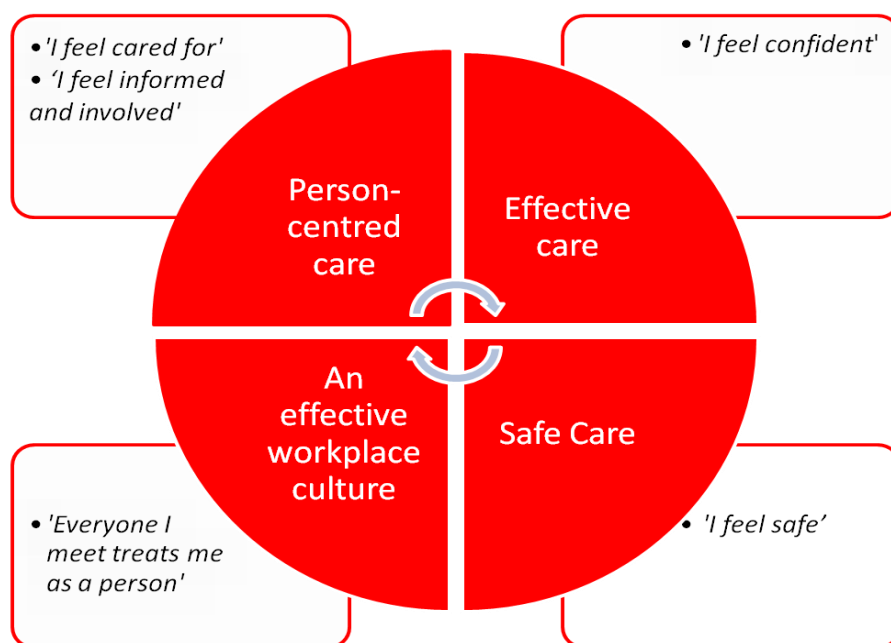 • 'I feel cared for'
• ‘I feel informed
and involved'
• 'I feel confident'
Person-
centred
care
Effective
care
An
effective
workplace
culture
Safe Care
• 'Everyone I
meet treats me
as a person'
• 'I feel safe’